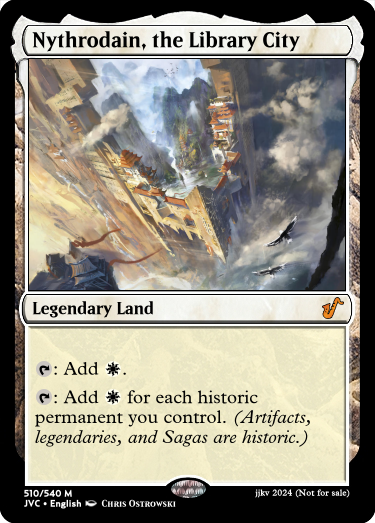 Nythrodain, the Library City
Legendary Land
: Add .
: Add for each historic
permanent you control. (Artifacts,
legendaries, and Sagas are historic.)
510/540 M
JVC • English Chris Ostrowski
jjkv 2024 (Not for sale)